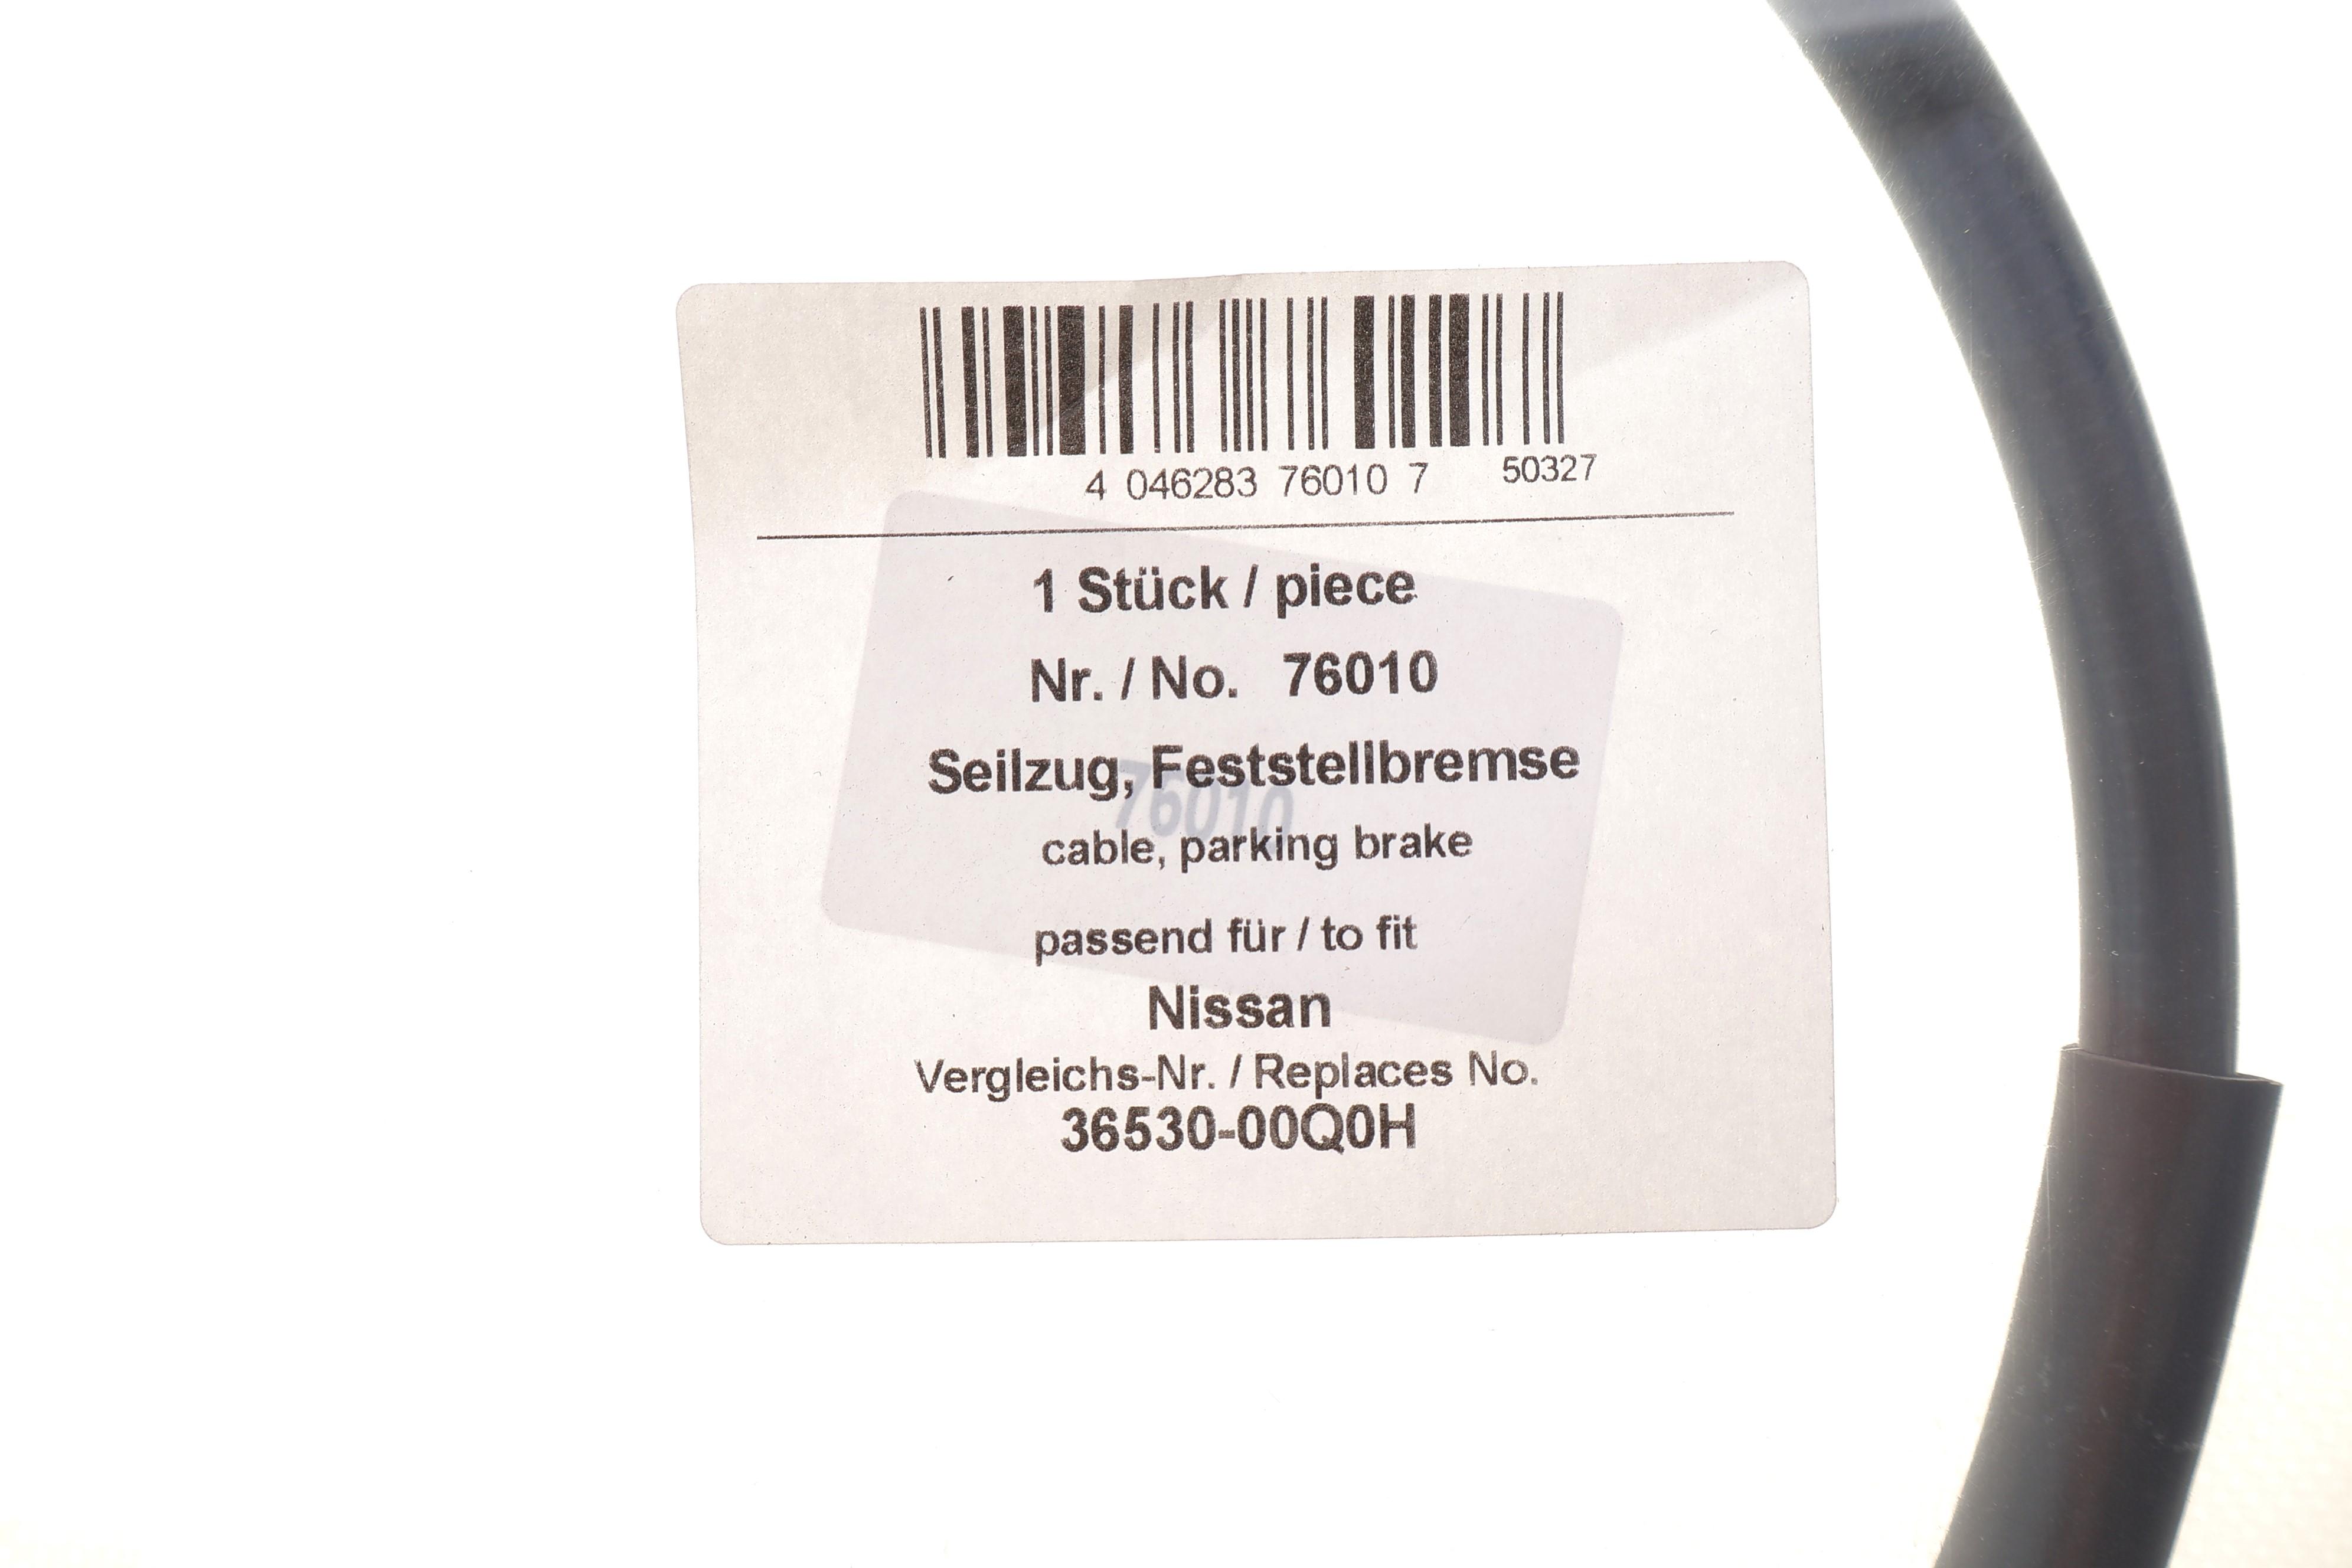 4 046283 76010 7 50327
1 Stück / piece
Nr. / No. 76010
Seilzug, Feststellbremse
76010
cable, parking brake
passend für / to fit
Nissan
Vergleichs-Nr. / Replaces No.
36530-00Q0H